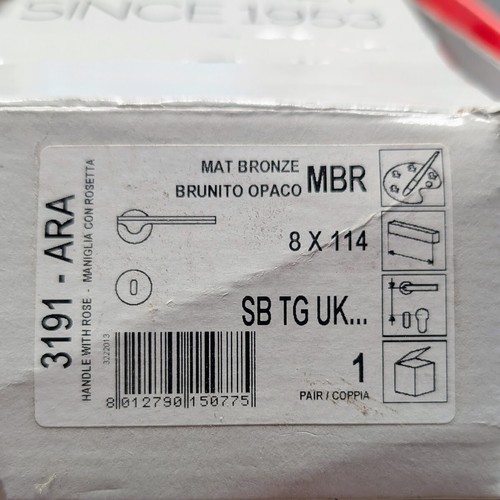 SINCE 1953
3191 - ARA
HANDLE WITH ROSE - MANIGLIA CON ROSETTA
MAT BRONZE
BRUNITO OPACO MBR
8 X 114
SB TG UK...
1
PAIR / COPPIA
3222013
8 012790 150775